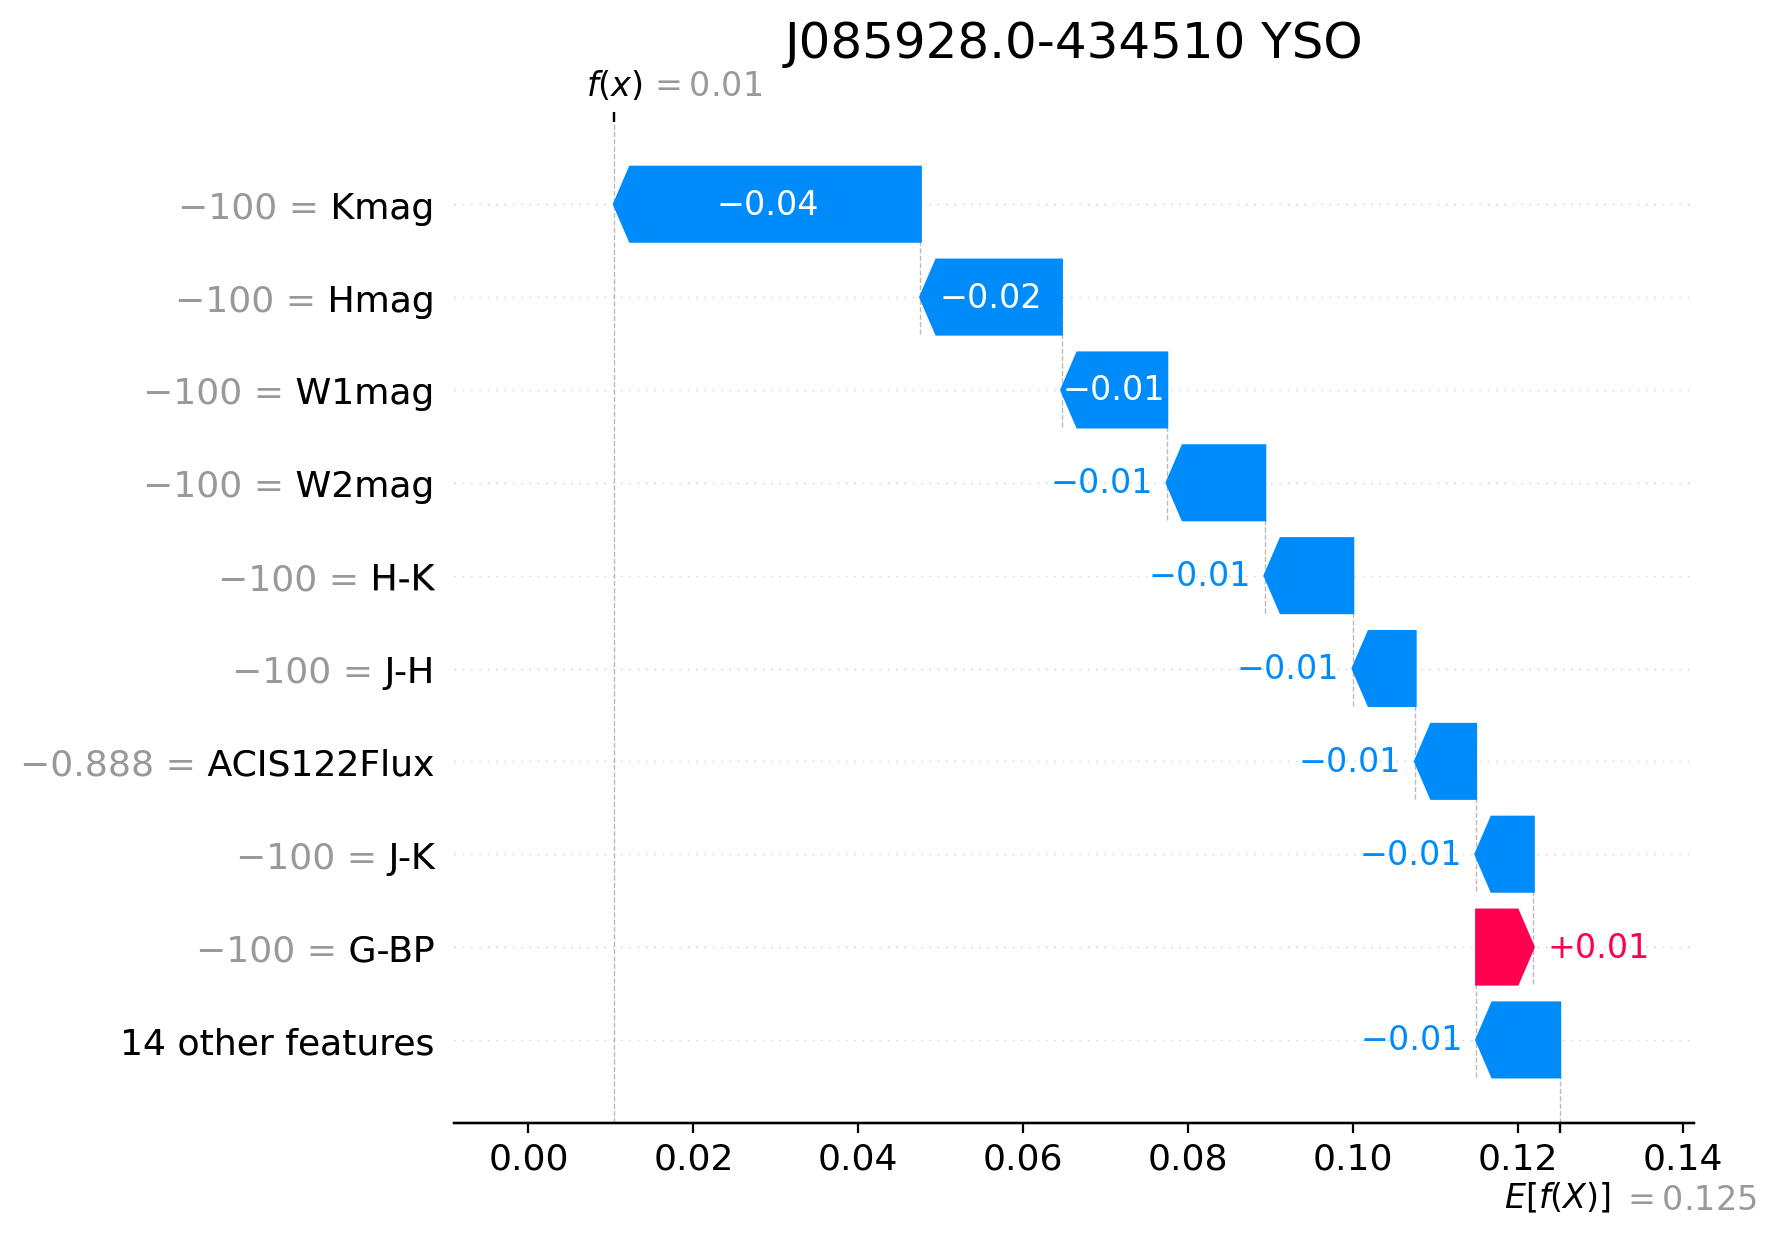 J085928.0-434510 YSO
f(x) = 0.01
−100 = Kmag
−0.04
−100 = Hmag
−0.02
−100 = W1mag
−0.01
−100 = W2mag
−0.01
−100 = H-K
−0.01
−100 = J-H
−0.01
−0.888 = ACIS122Flux
−0.01
−100 = J-K
−0.01
−100 = G-BP
+0.01
14 other features
−0.01
0.00 0.02 0.04 0.06 0.08 0.10 0.12 0.14
E[f(X)] = 0.125